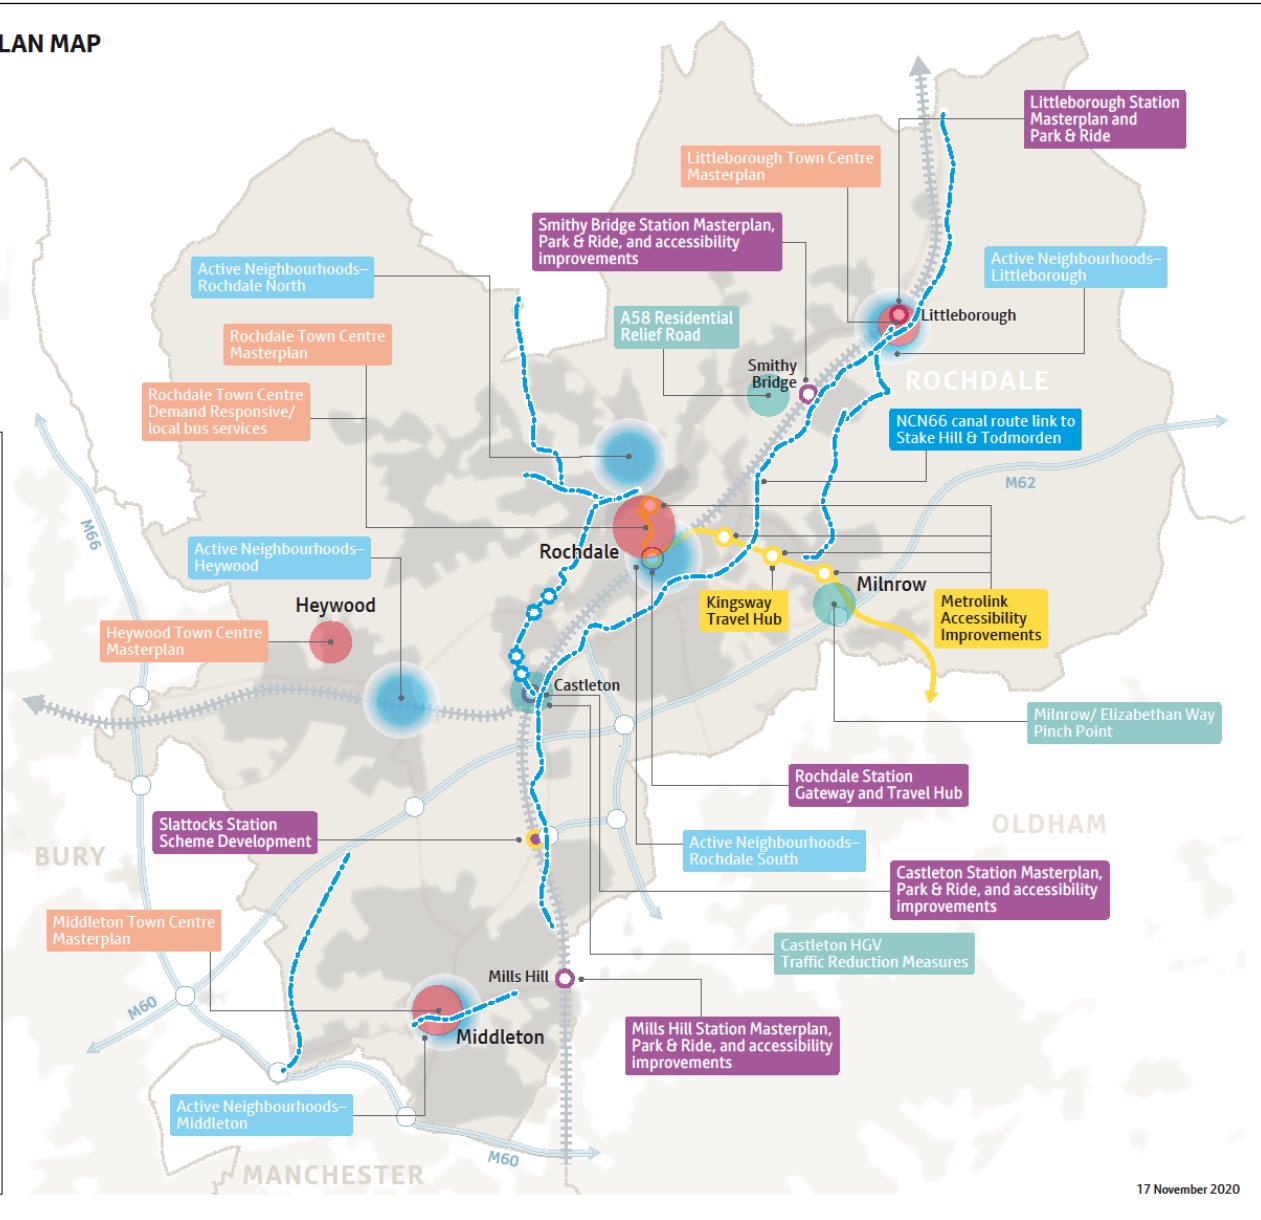 LAN MAP
Littleborough Station
Masterplan and
Park & Ride
Littleborough Town Centre
Masterplan
Smithy Bridge Station Masterplan,
Park & Ride, and accessibility
improvements
Active Neighbourhoods–
Littleborough
Active Neighbourhoods–
Rochdale North
A58 Residential
Relief Road
Littleborough
Rochdale Town Centre
Masterplan
Smithy
Bridge
ROCHDALE
Rochdale Town Centre
Demand Responsive/
local bus services
NCN66 canal route link to
Stake Hill & Todmorden
M62
M66
Active Neighbourhoods–
Heywood
Rochdale
Milnrow
Heywood
Kingsway
Travel Hub
Metrolink
Accessibility
Improvements
Heywood Town Centre
Masterplan
Castleton
Milnrow/ Elizabethan Way
Pinch Point
Rochdale Station
Gateway and Travel Hub
Slattocks Station
Scheme Development
OLDHAM
BURY
Active Neighbourhoods–
Rochdale South
Castleton Station Masterplan,
Park & Ride, and accessibility
improvements
Middleton Town Centre
Masterplan
Castleton HGV
Traffic Reduction Measures
Mills Hill
M60
Middleton
Mills Hill Station Masterplan,
Park & Ride, and accessibility
improvements
Active Neighbourhoods–
Middleton
M60
MANCHESTER
17 November 2020